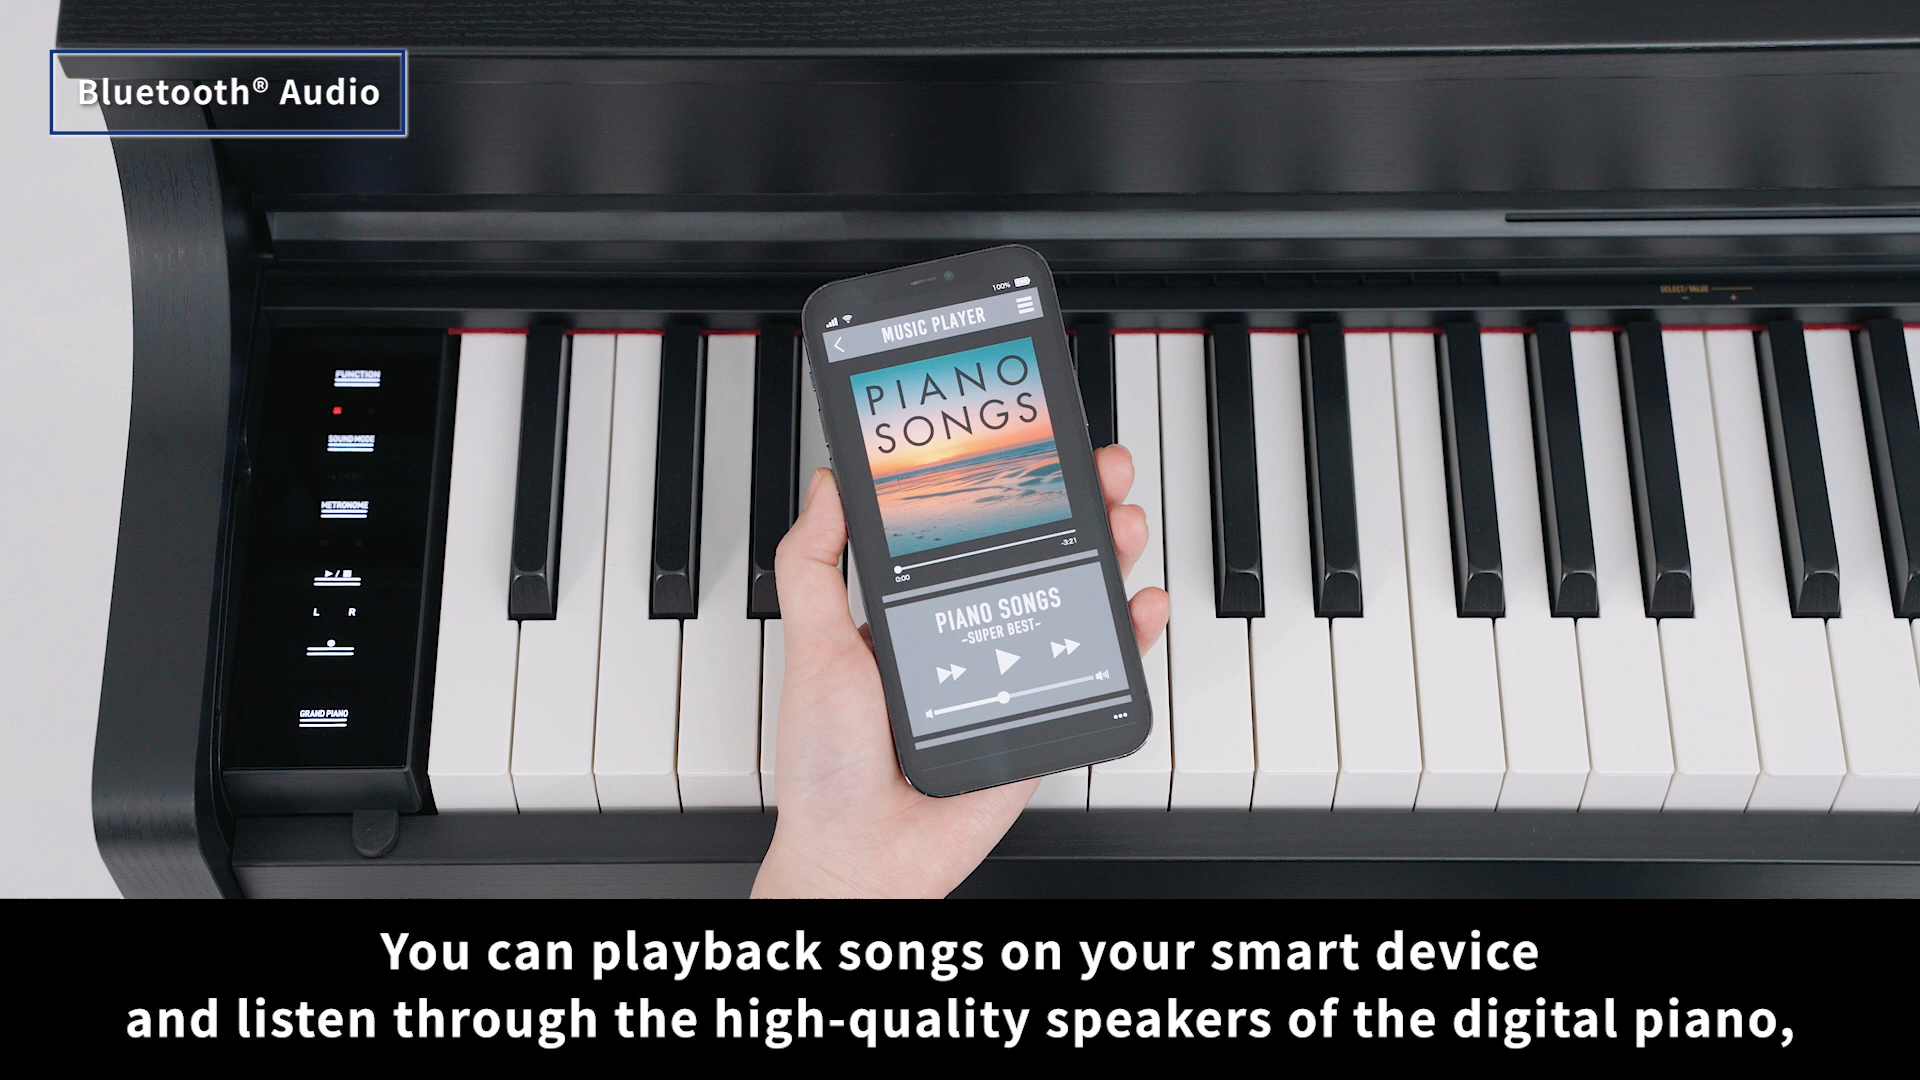 Bluetooth® Audio
SELECT/VALUE
- +
FUNCTION
SOUND MODE
METRONOME
L R
GRAND PIANO
100%
MUSIC PLAYER
PIANO
SONGS
0:00 -3:21
PIANO SONGS
-SUPER BEST-
You can playback songs on your smart device
and listen through the high-quality speakers of the digital piano,